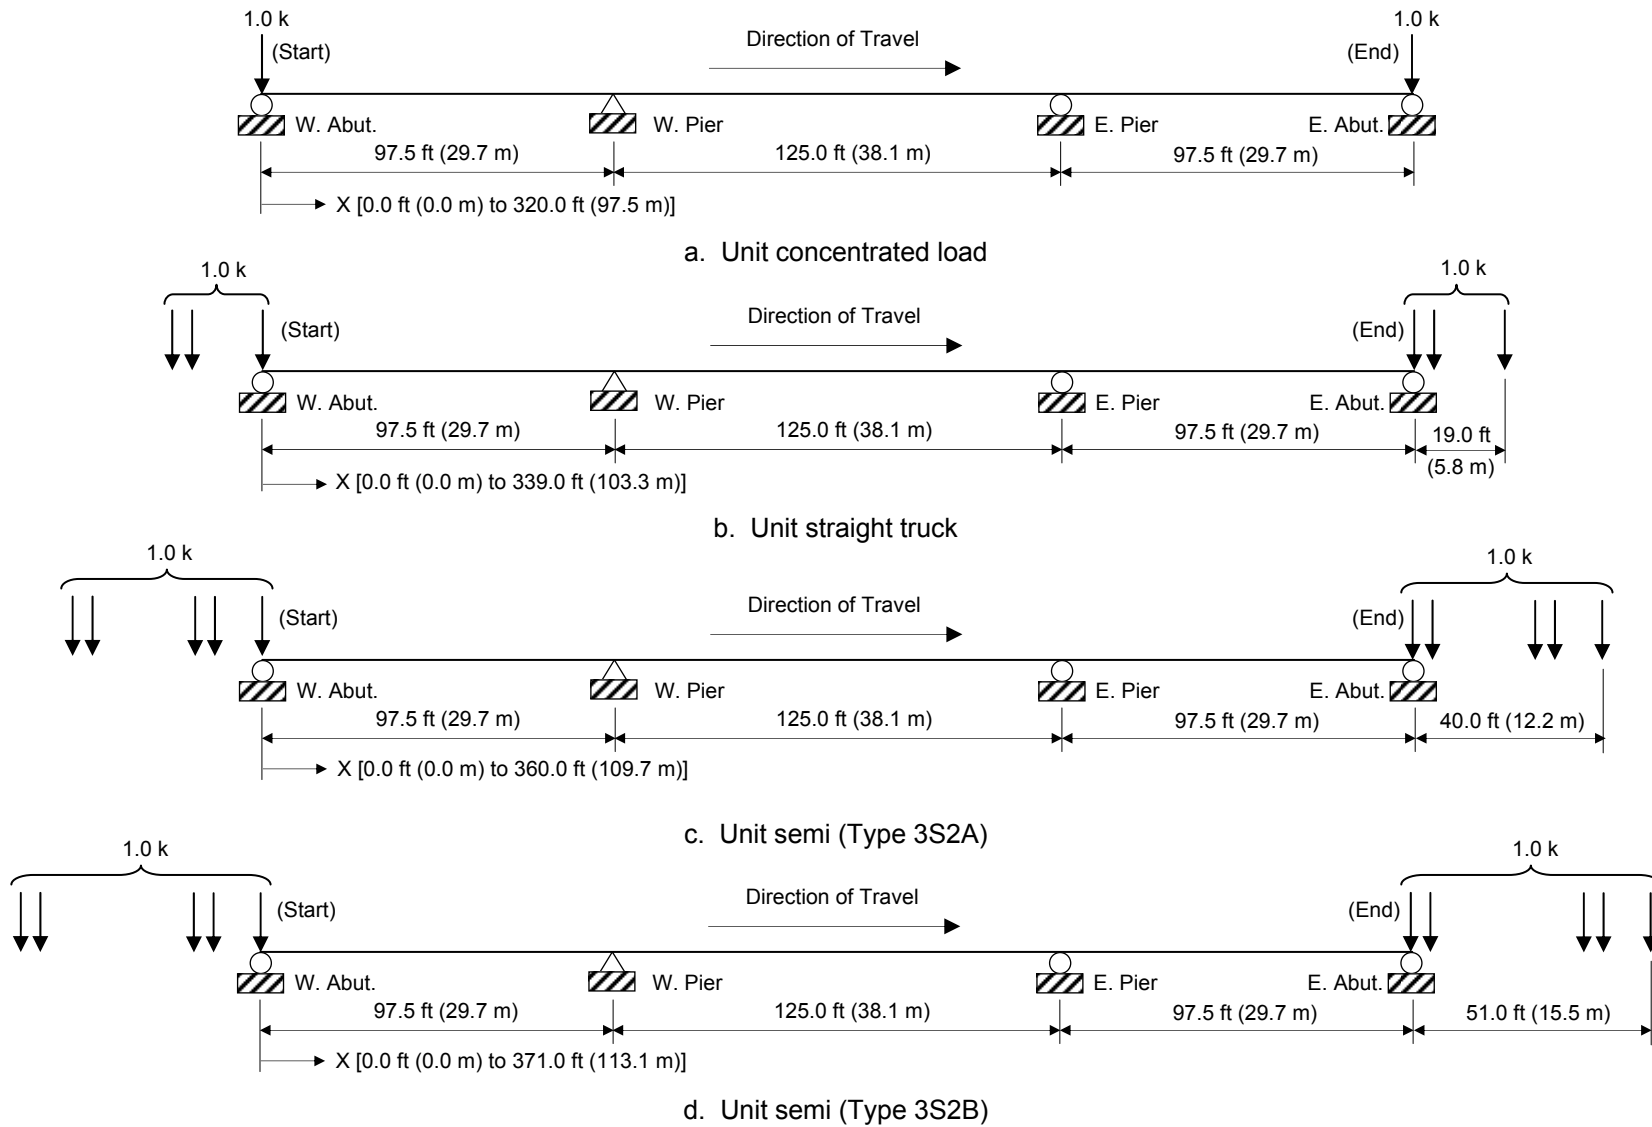 1.0 k 1.0 k
(Start) Direction of Travel (End)
W. Abut. W. Pier E. Pier E. Abut.
97.5 ft (29.7 m) 125.0 ft (38.1 m) 97.5 ft (29.7 m)
X [0.0 ft (0.0 m) to 320.0 ft (97.5 m)]
a. Unit concentrated load
1.0 k 1.0 k
(Start) Direction of Travel (End)
W. Abut. W. Pier E. Pier E. Abut.
97.5 ft (29.7 m) 125.0 ft (38.1 m) 97.5 ft (29.7 m) 19.0 ft
(5.8 m)
X [0.0 ft (0.0 m) to 339.0 ft (103.3 m)]
b. Unit straight truck
1.0 k 1.0 k
(Start) Direction of Travel (End)
W. Abut. W. Pier E. Pier E. Abut.
97.5 ft (29.7 m) 125.0 ft (38.1 m) 97.5 ft (29.7 m) 40.0 ft (12.2 m)
X [0.0 ft (0.0 m) to 360.0 ft (109.7 m)]
c. Unit semi (Type 3S2A)
1.0 k 1.0 k
(Start) Direction of Travel (End)
W. Abut. W. Pier E. Pier E. Abut.
97.5 ft (29.7 m) 125.0 ft (38.1 m) 97.5 ft (29.7 m) 51.0 ft (15.5 m)
X [0.0 ft (0.0 m) to 371.0 ft (113.1 m)]
d. Unit semi (Type 3S2B)